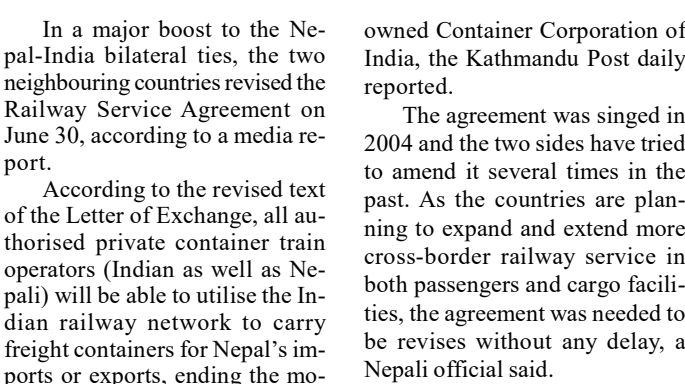 In a major boost to the Ne-
pal-India bilateral ties, the two
neighbouring countries revised the
Railway Service Agreement on
June 30, according to a media re-
port.
According to the revised text
of the Letter of Exchange, all au-
thorised private container train
operators (Indian as well as Ne-
pali) will be able to utilise the In-
dian railway network to carry
freight containers for Nepal's im-
ports or exports, ending the mo-
owned Container Corporation of
India, the Kathmandu Post daily
reported.
The agreement was singed in
2004 and the two sides have tried
to amend it several times in the
past. As the countries are plan-
ning to expand and extend more
cross-border railway service in
both passengers and cargo facili-
ties, the agreement was needed to
be revises without any delay, a
Nepali official said.